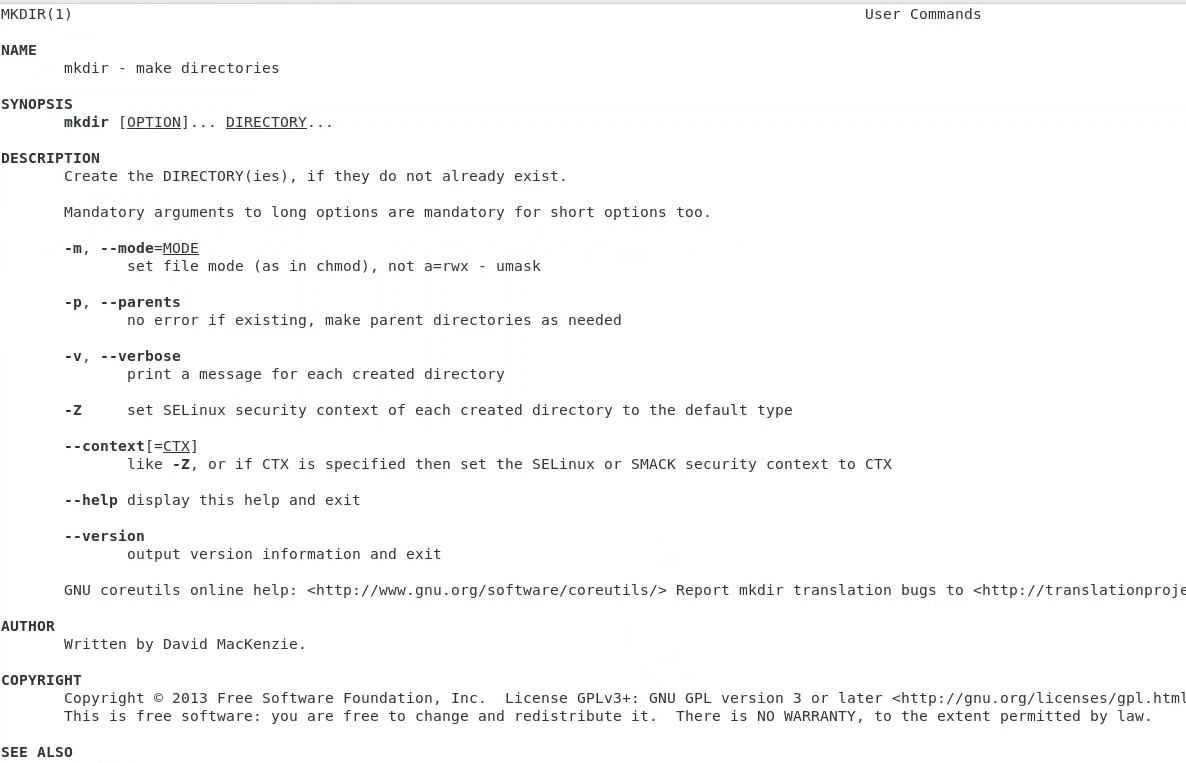 MKDIR(1) User Commands
NAME
mkdir - make directories
SYNOPSIS
mkdir [OPTION]... DIRECTORY...
DESCRIPTION
Create the DIRECTORY(ies), if they do not already exist.
Mandatory arguments to long options are mandatory for short options too.
-m, --mode=MODE
set file mode (as in chmod), not a=rwx - umask
-p, --parents
no error if existing, make parent directories as needed
-v, --verbose
print a message for each created directory
-Z set SELinux security context of each created directory to the default type
--context[=CTX]
like -Z, or if CTX is specified then set the SELinux or SMACK security context to CTX
--help display this help and exit
--version
output version information and exit
GNU coreutils online help: <http://www.gnu.org/software/coreutils/> Report mkdir translation bugs to <http://translationproje
AUTHOR
Written by David MacKenzie.
COPYRIGHT
Copyright © 2013 Free Software Foundation, Inc. License GPLv3+: GNU GPL version 3 or later <http://gnu.org/licenses/gpl.html
This is free software: you are free to change and redistribute it. There is NO WARRANTY, to the extent permitted by law.
SEE ALSO